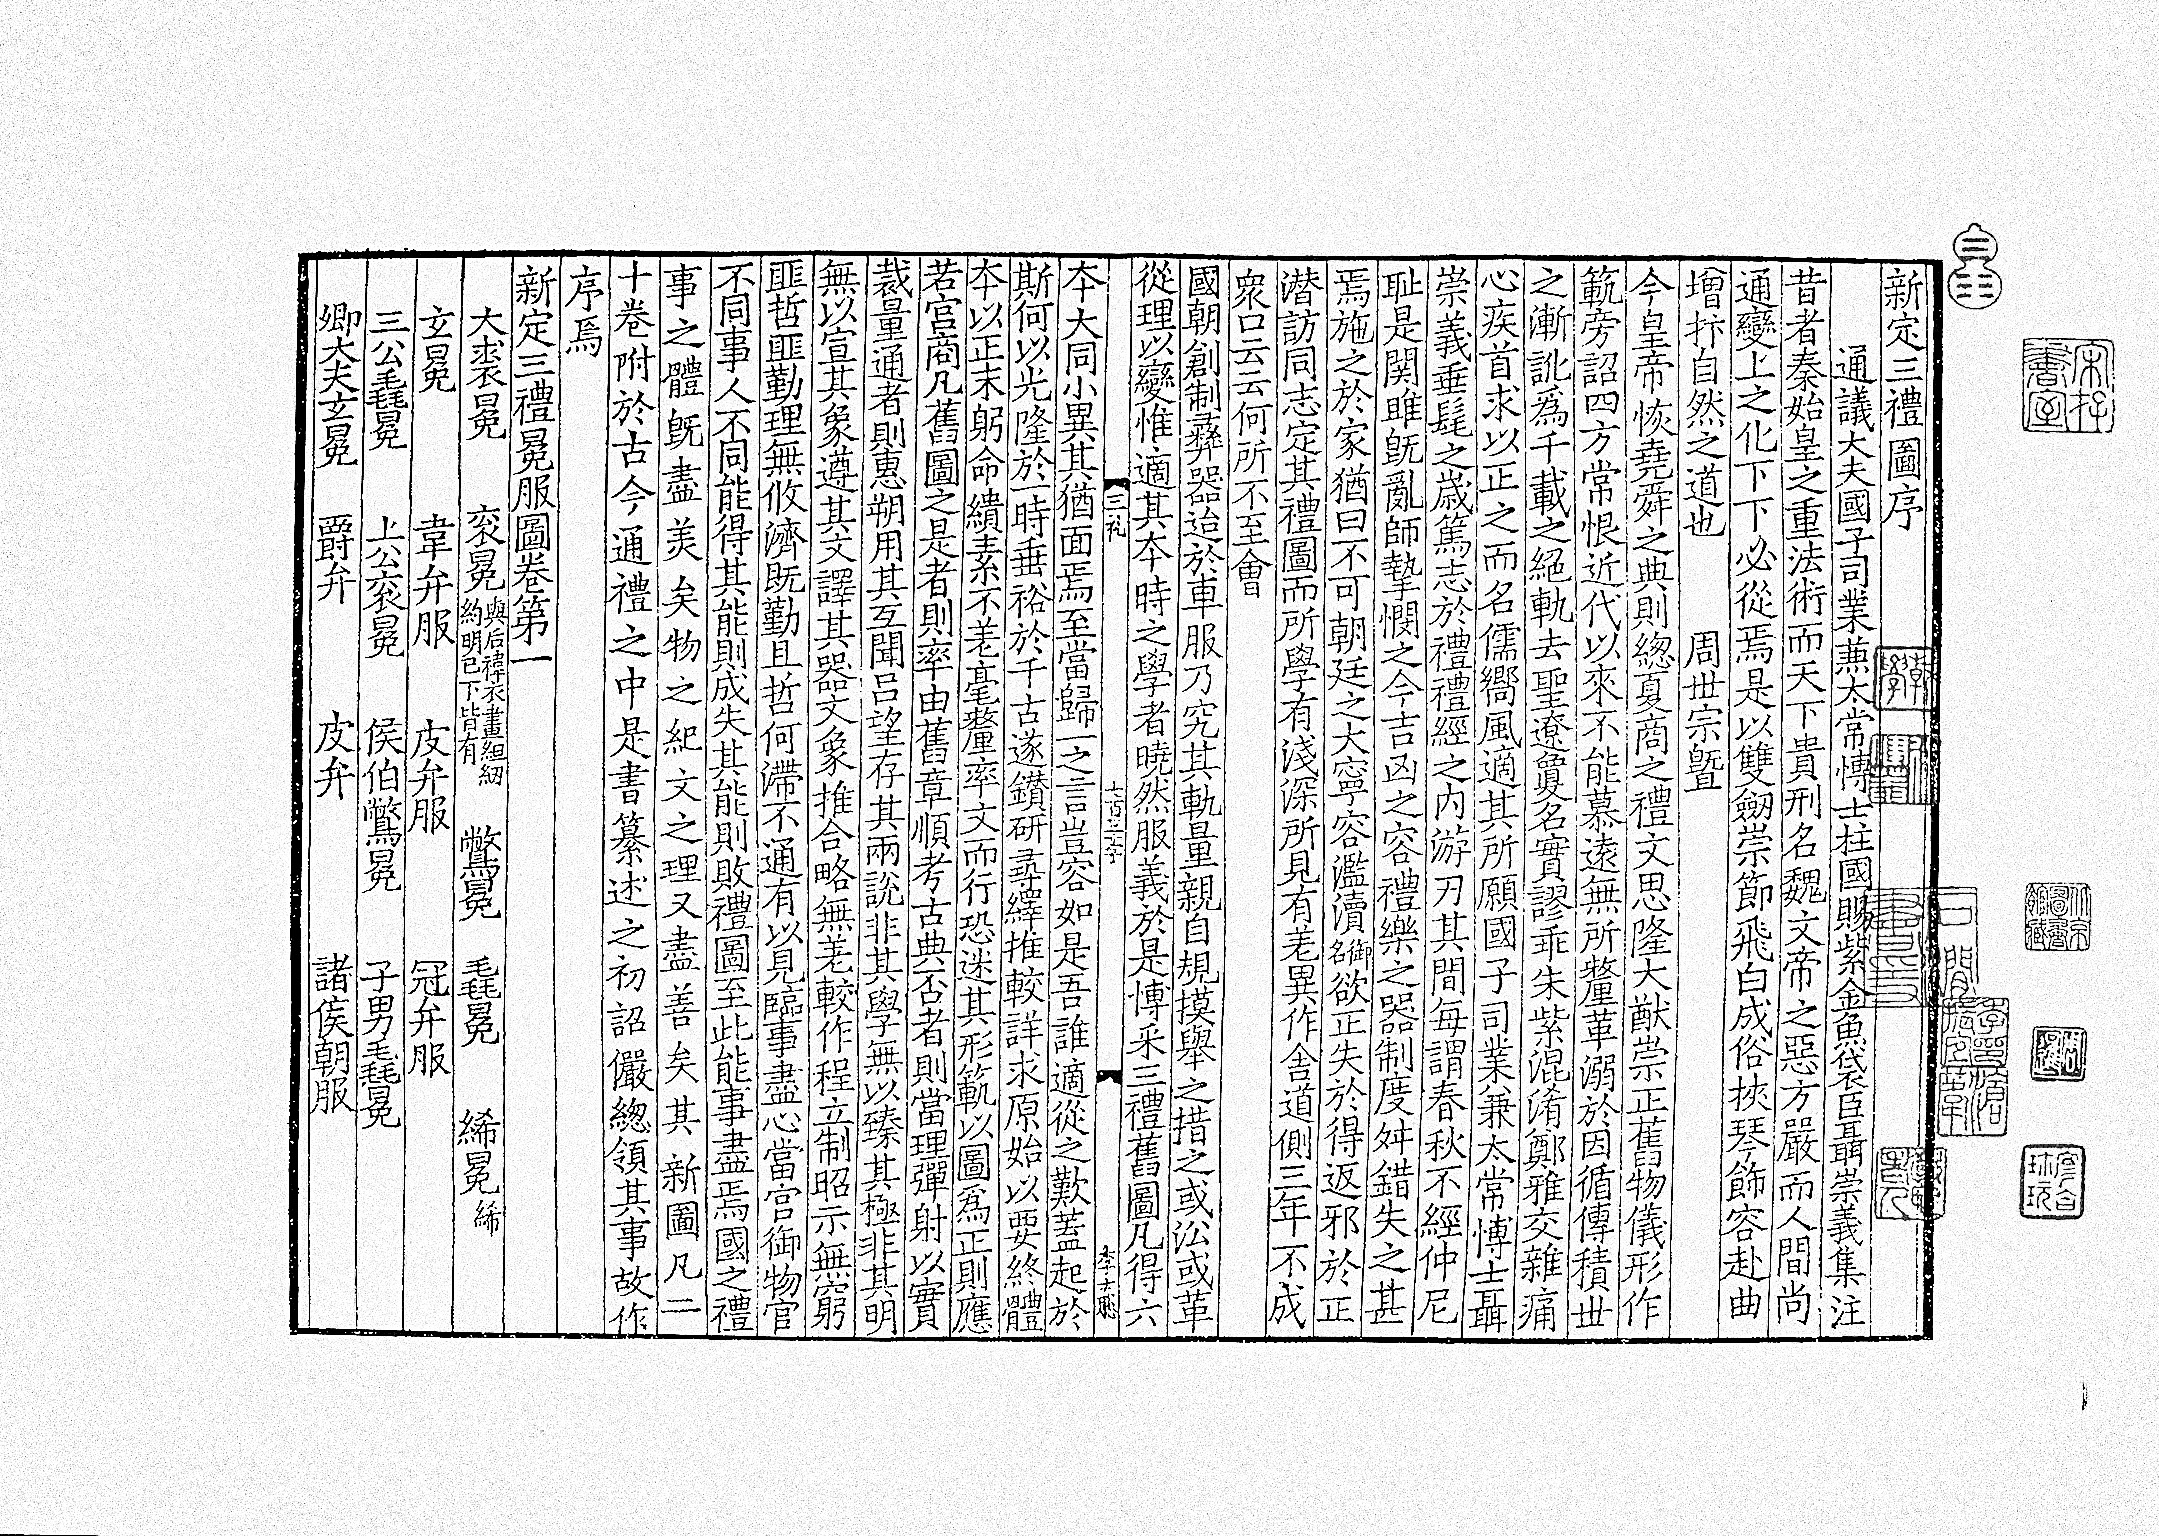 新定三禮圖序
通議大夫國子司業兼太常博士柱國賜紫金魚袋臣聶崇義集注
昔者秦始皇之重法術而天下貴刑名魏文帝之惡方嚴而人間尚
通變上之化下下必從焉是以雙劒崇節飛白成俗挾琴飾容赴曲
增抃自然之道也　周世宗曁
今皇帝恢堯舜之典則總夏商之禮文思隆大猷崇正舊物儀形作
範旁詔四方常恨近代以來不能慕遠無所釐革溺於因循傳積世
之漸訛爲千載之絕軌去聖遼敻名實謬乖朱紫混淆鄭雅交雜痛
心疾首求以正之而名儒嚮風適其所願國子司業兼太常博士聶
崇義垂髦之歲篤志於禮禮經之內游刃其間每謂春秋不經仲尼
耻是関雎旣亂師摯憫之今吉凶之容禮樂之器制度舛錯失之甚
焉施之於家猶曰不可朝廷之大寧容濫瀆御名欲正失於得返邪於正
潜訪同志定其禮圖而所學有淺深所見有差異作舍道側三年不成
衆口云云何所不至會
國朝創制彝器迨於車服乃究其軌量親自規摸舉之措之或沿或革
從理以變惟適其本時之學者曉然服義於是博采三禮舊圖凡得六
三礼
李士聡
本大同小異其猶面焉至當歸一之言豈容如是吾誰適從之歎蓋起於
斯何以光隆於一時垂裕於千古遂鑽研尋繹推較詳求原始以要終體
本以正末躬命繢素不差毫釐率文而行恐迷其形範以圖爲正則應
若宮商凡舊圖之是者則率由舊章順考古典否者則當理彈射以實
裁量通者則惠朔用其互聞呂望存其兩說非其學無以臻其極非其明
無以宣其象遵其文譯其器文象推合略無差較作程立制昭示無窮
匪哲匪勤理無攸濟既勤且哲何滯不通有以見臨事盡心當官御物官
不同事人不同能得其能則成失其能則敗禮圖至此能事盡焉國之禮
事之體旣盡美矣物之紀文之理又盡善矣其新圖凡二
十卷附於古今通禮之中是書纂述之初詔儼總領其事故作
序焉
新定三禮冕服圖卷第一
大裘冕　衮冕與后褘衣畫組紃約明已下皆有　鷩冕　毳冕　絺冕絺
玄冕　韋弁服　皮弁服　冠弁服
三公毳冕　上公衮冕　侯伯鷩冕　子男毳冕
卿大夫玄冕　爵弁　皮弁　諸侯朝服